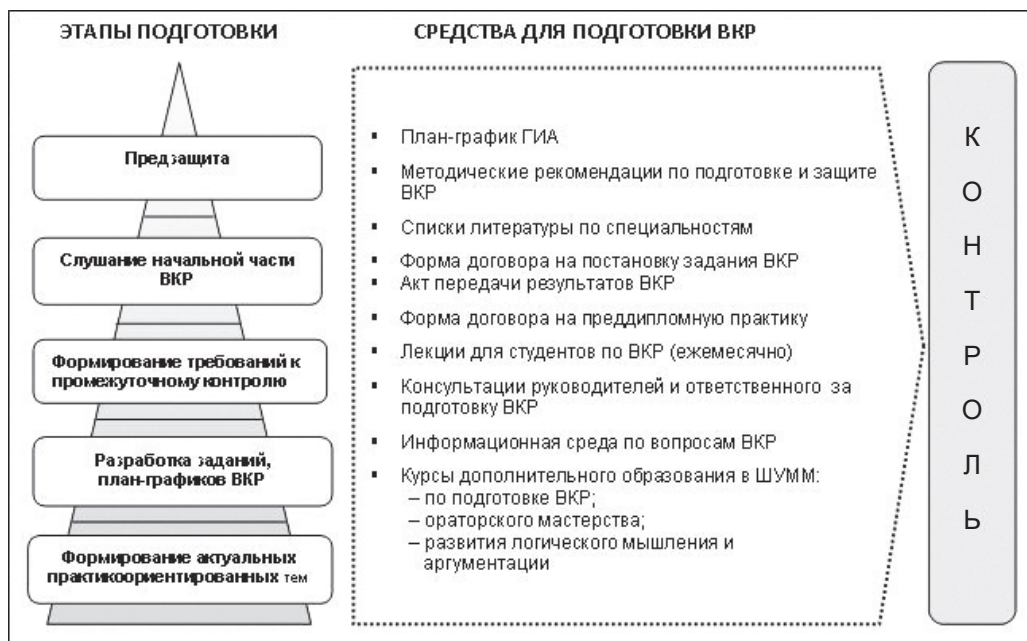 ЭТАПЫ ПОДГОТОВКИ
Предзащита
Слушание начальной части
ВКР
Формирование требований к
промежуточному контролю
Разработка заданий,
план-графиков ВКР
Формирование актуальных
практикоориентированных тем
СРЕДСТВА ДЛЯ ПОДГОТОВКИ ВКР
▪ План-график ГИА
▪ Методические рекомендации по подготовке и защите
ВКР
▪ Списки литературы по специальностям
▪ Форма договора на постановку задания ВКР
▪ Акт передачи результатов ВКР
▪ Форма договора на преддипломную практику
▪ Лекции для студентов по ВКР (ежемесячно)
▪ Консультации руководителей и ответственного за
подготовку ВКР
▪ Информационная среда по вопросам ВКР
▪ Курсы дополнительного образования в ШУММ:
– по подготовке ВКР;
– ораторского мастерства;
– развития логического мышления и
аргументации
К
О
Н
Т
Р
О
Л
Ь